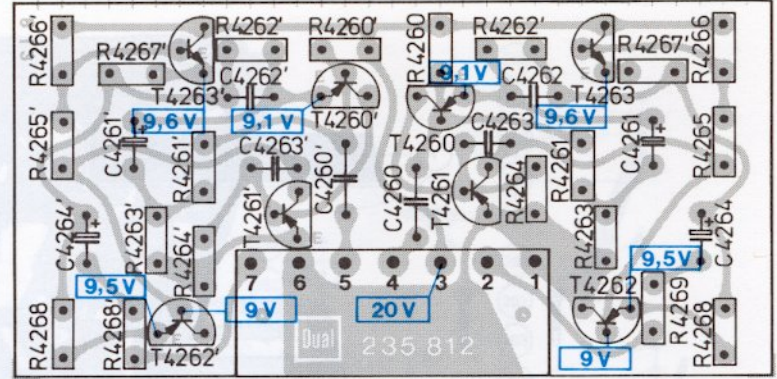 R4266'
R4267'
R4262'
R4260'
R4260
R4262'
R4267'
R4266
T4263'
C4262'
9,1 V
C4262
T4263
9,6 V
9,1 V
T4260'
9,6 V
R4265'
C4261'
+
R4261'
C4263'
C4260'
T4260
C4263
R4261
C4261
+
R4265
C4264'
+
R4263'
R4264'
T4261'
C4260
T4261
R4264
R4263
C4264
+
9,5 V
7 6 5 4 3 2 1
T4262
9,5 V
9 V
20 V
R4269
R4268
R4268'
T4262'
Dual
235 812
9 V
R4268